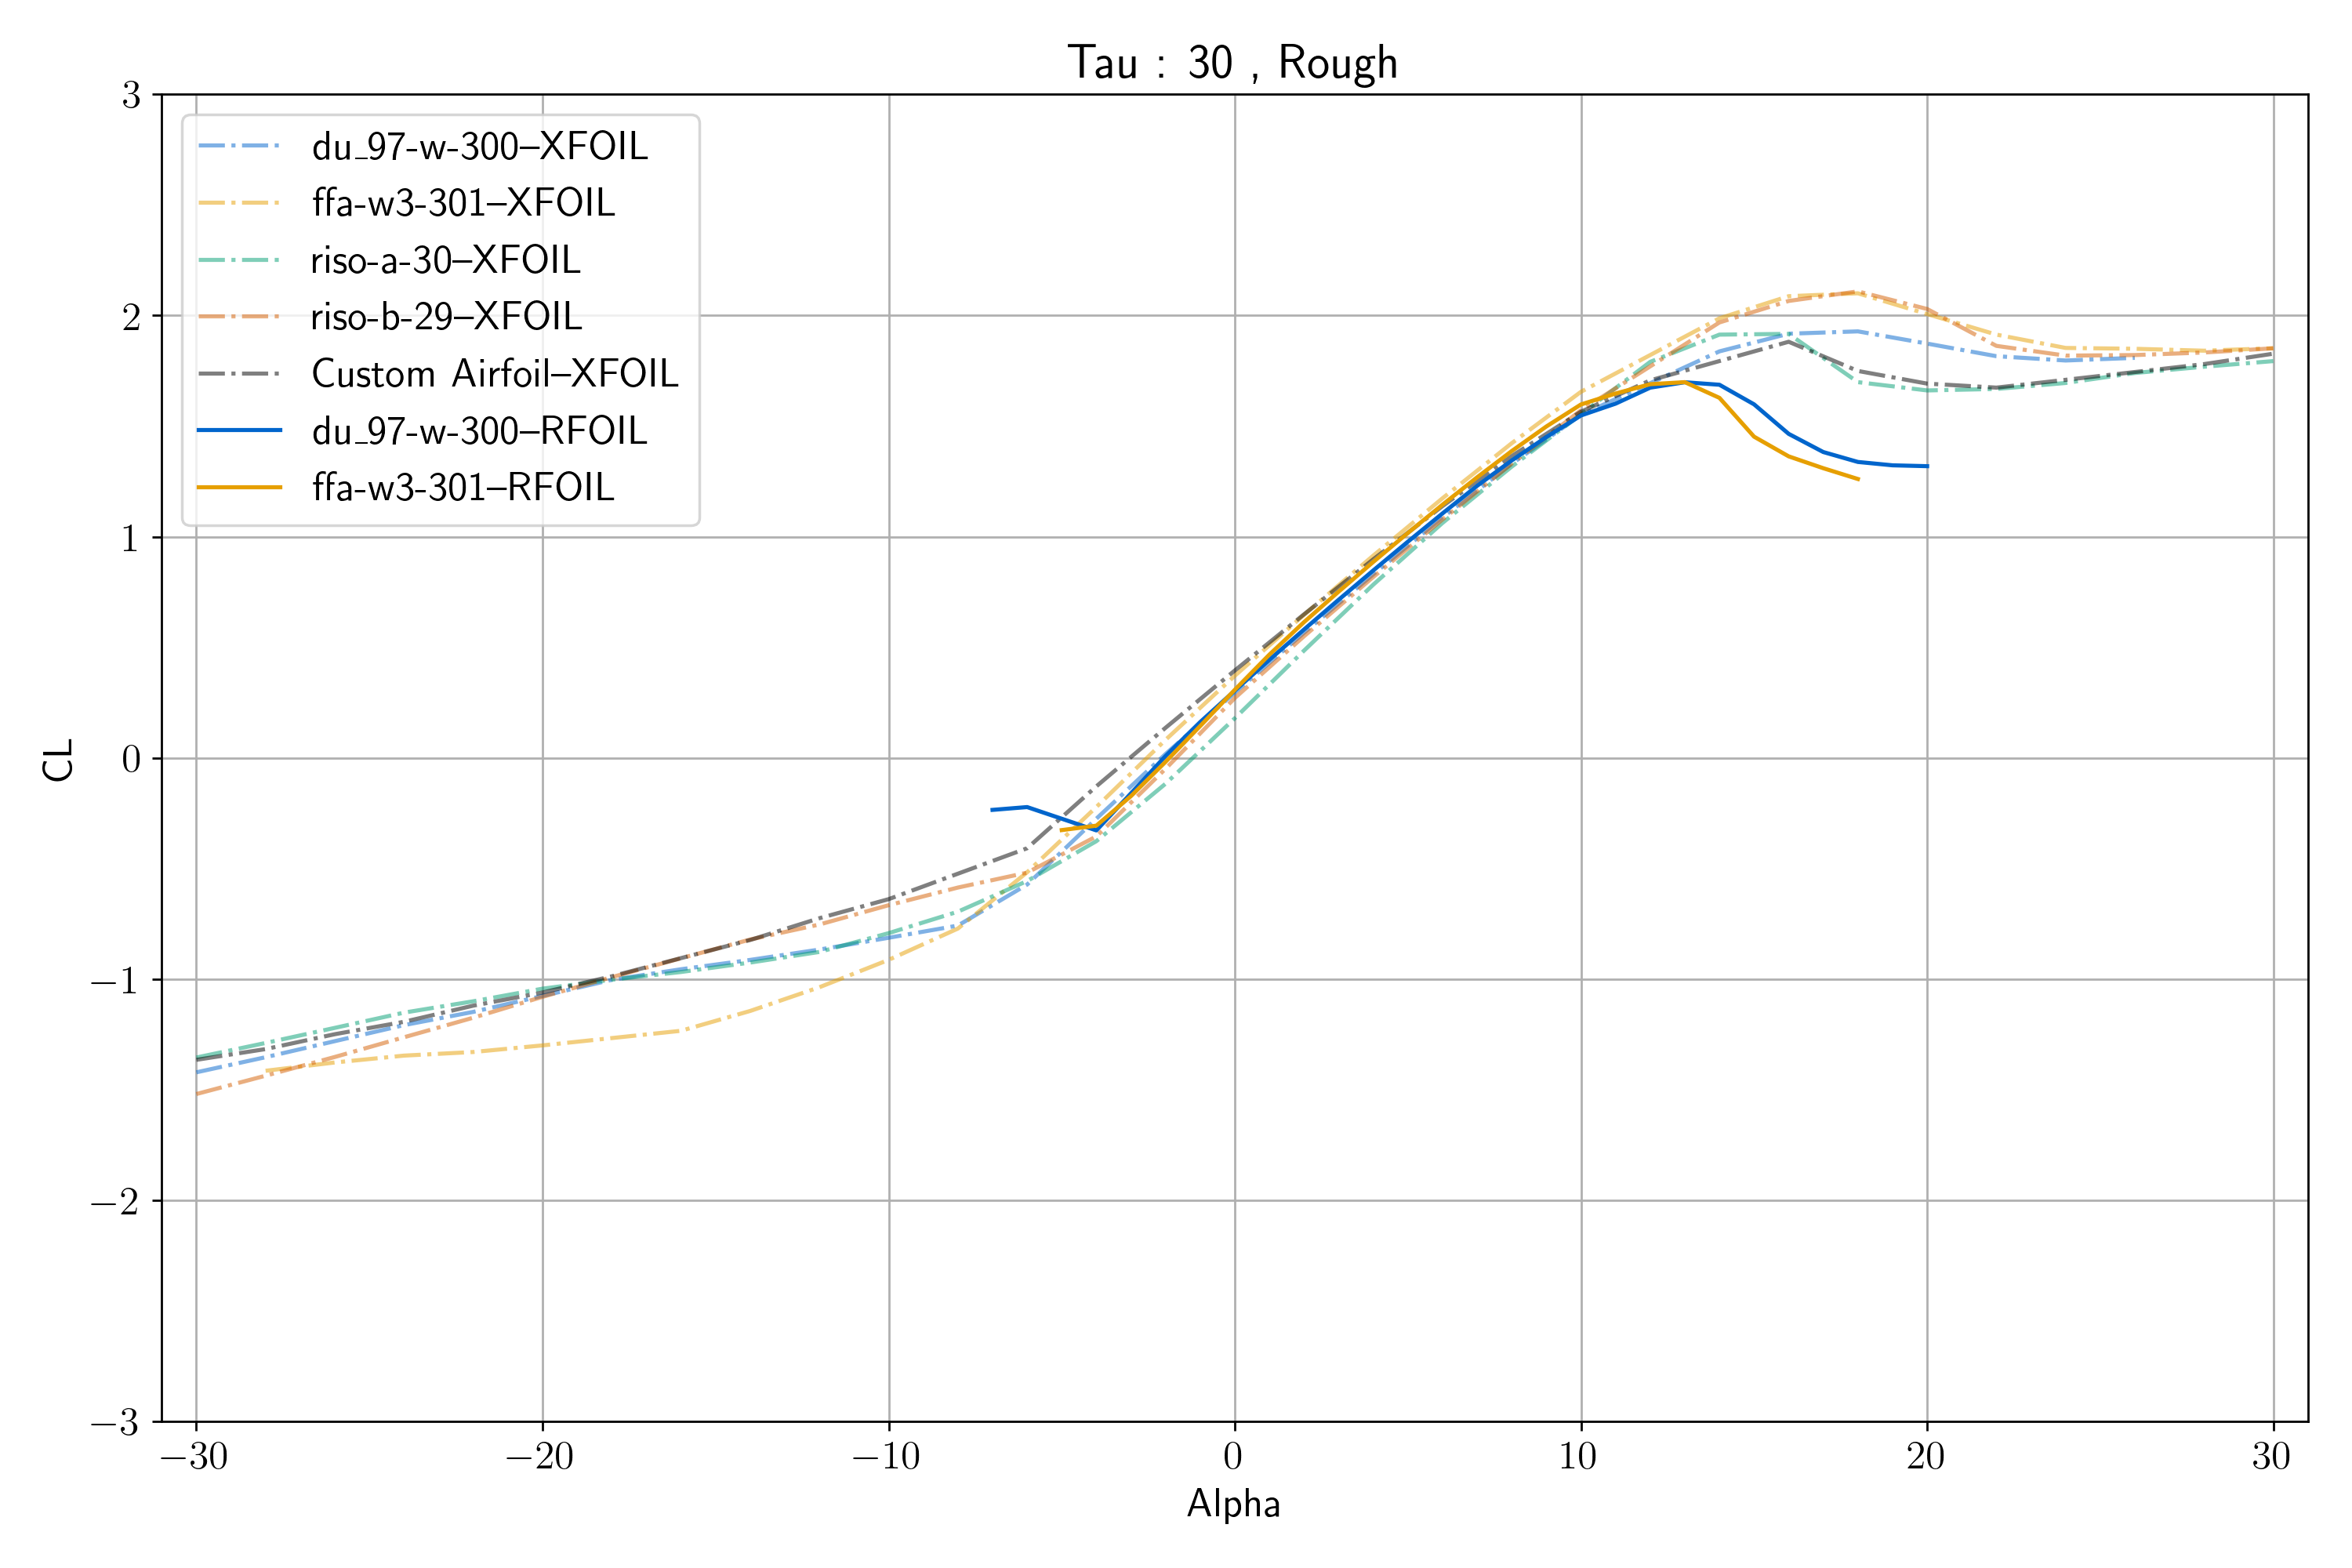 Tau : 30 , Rough
3
2
1
0
−1
−2
−3
CL
du_97-w-300–XFOIL
ffa-w3-301–XFOIL
riso-a-30–XFOIL
riso-b-29–XFOIL
Custom Airfoil–XFOIL
du_97-w-300–RFOIL
ffa-w3-301–RFOIL
−30 −20 −10 0 10 20 30
Alpha